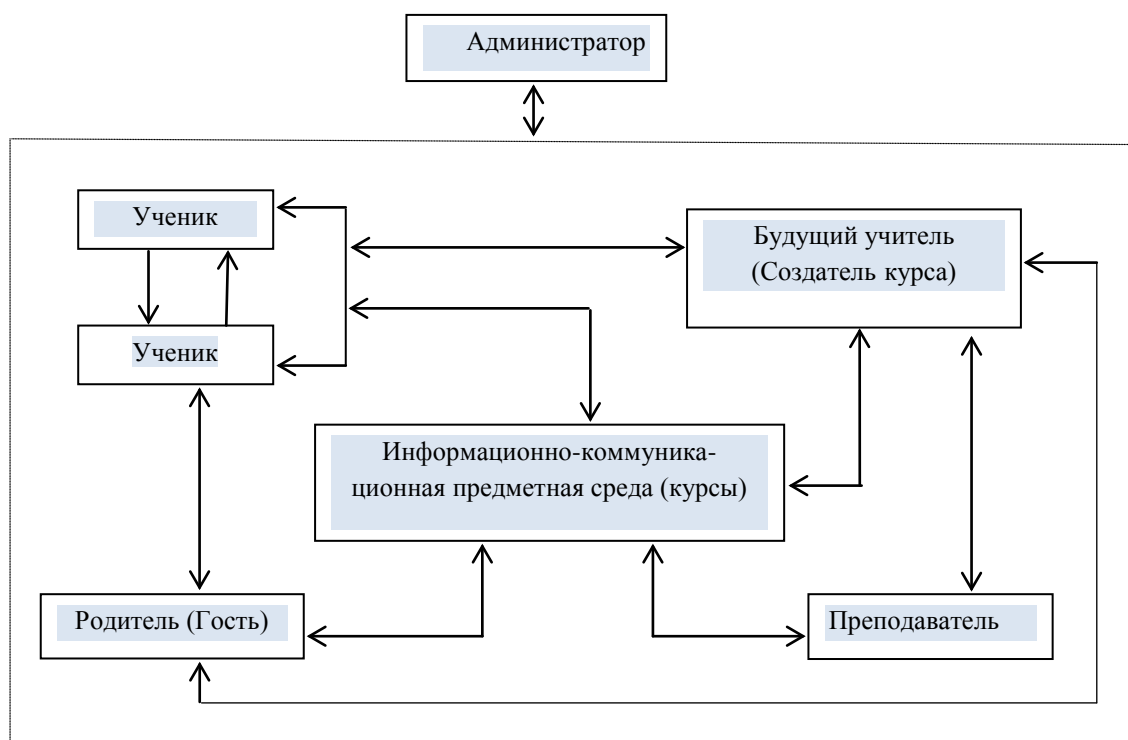 Администратор
Ученик
Будущий учитель
(Создатель курса)
Ученик
Информационно-коммуника-
ционная предметная среда (курсы)
Родитель (Гость)
Преподаватель